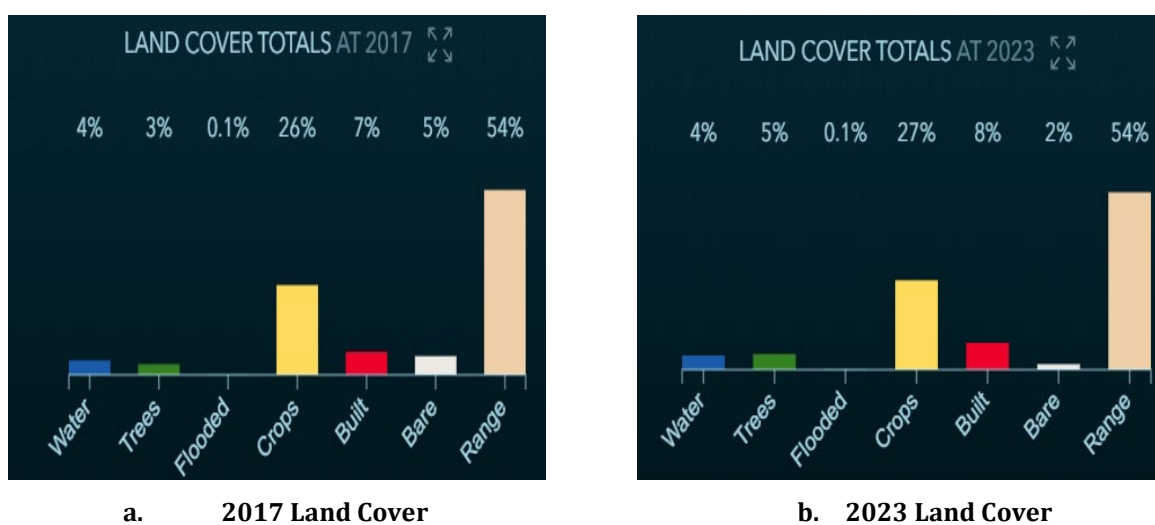 LAND COVER TOTALS AT 2017
4% 3% 0.1% 26% 7% 5% 54%
Water Trees Flooded Crops Built Bare Range
a. 2017 Land Cover
LAND COVER TOTALS AT 2023
4% 5% 0.1% 27% 8% 2% 54%
Water Trees Flooded Crops Built Bare Range
b. 2023 Land Cover